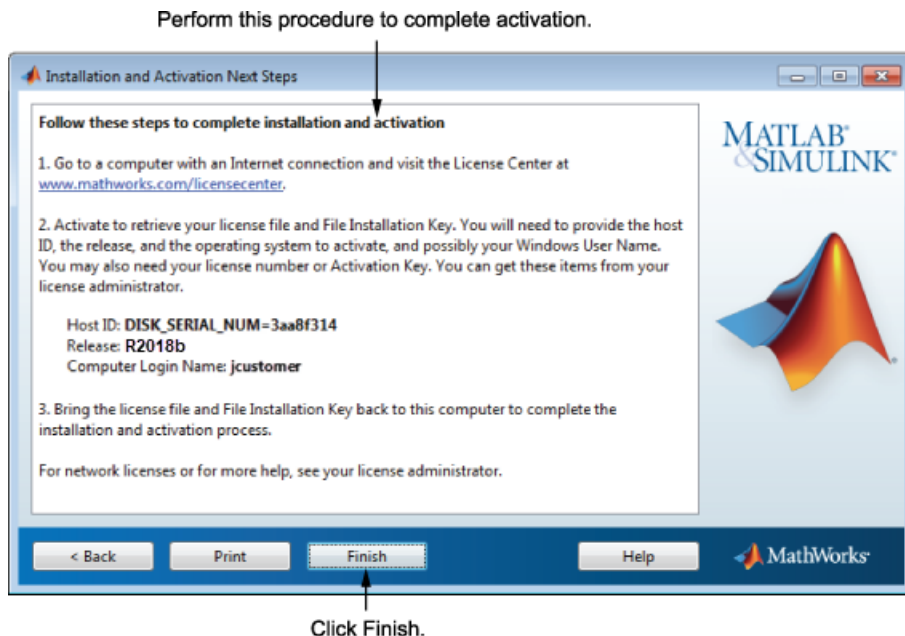 Perform this procedure to complete activation.
Installation and Activation Next Steps
Follow these steps to complete installation and activation
1. Go to a computer with an Internet connection and visit the License Center at
www.mathworks.com/licensecenter.
2. Activate to retrieve your license file and File Installation Key. You will need to provide the host
ID, the release, and the operating system to activate, and possibly your Windows User Name.
You may also need your license number or Activation Key. You can get these items from your
license administrator.
Host ID: DISK_SERIAL_NUM=3aa8f314
Release: R2018b
Computer Login Name: jcustomer
3. Bring the license file and File Installation Key back to this computer to complete the
installation and activation process.
For network licenses or for more help, see your license administrator.
MATLAB®
&SIMULINK®
< Back
Print
Finish
Help
MathWorks®
Click Finish.